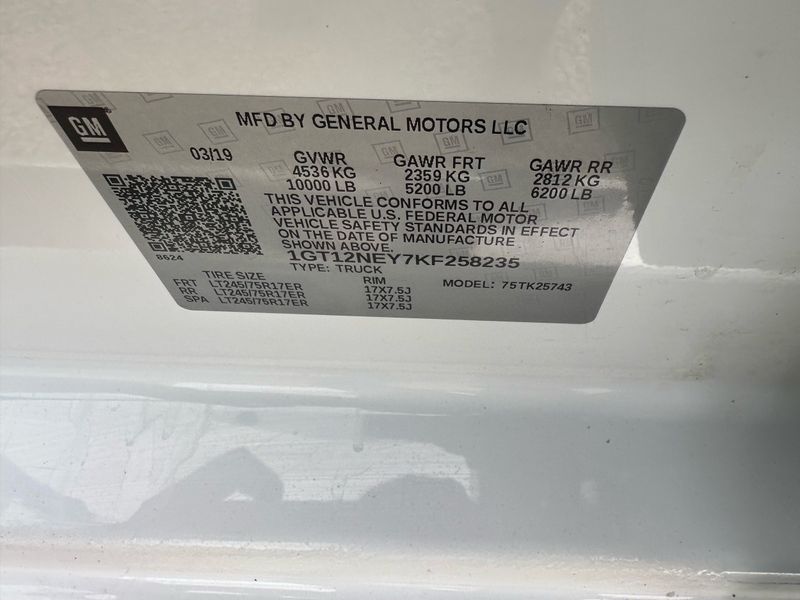 GM
MFD BY GENERAL MOTORS LLC
03/19 GVWR GAWR FRT GAWR RR
4536 KG 2359 KG 2812 KG
10000 LB 5200 LB 6200 LB
THIS VEHICLE CONFORMS TO ALL
APPLICABLE U.S. FEDERAL MOTOR
VEHICLE SAFETY STANDARDS IN EFFECT
ON THE DATE OF MANUFACTURE
SHOWN ABOVE.
8624
1GT12NEY7KF258235
TYPE: TRUCK
MODEL: 75TK25743
TIRE SIZE RIM
FRT LT245/75R17ER 17X7.5J
RR LT245/75R17ER 17X7.5J
SPA LT245/75R17ER 17X7.5J